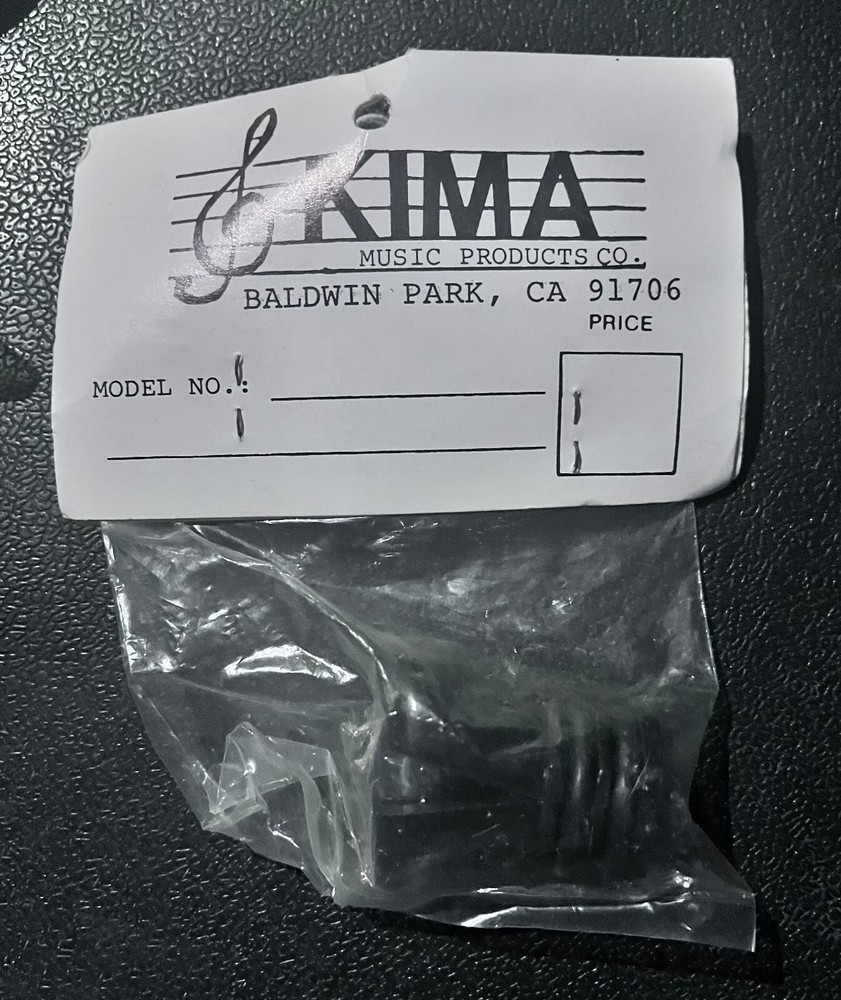 KIMA
MUSIC PRODUCTS CO.
BALDWIN PARK, CA 91706
PRICE
MODEL NO.: